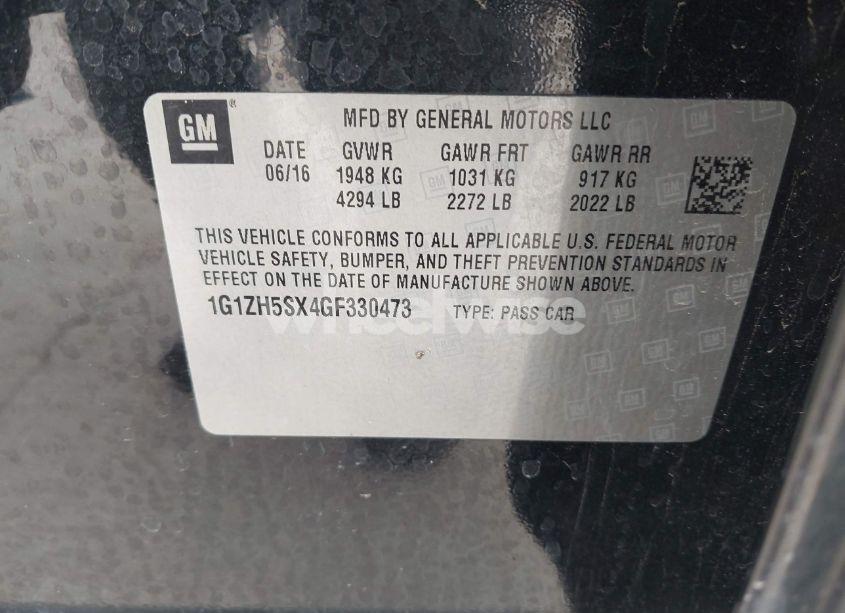 GM ®
MFD BY GENERAL MOTORS LLC
DATE GVWR GAWR FRT GAWR RR
06/16 1948 KG 1031 KG 917 KG
4294 LB 2272 LB 2022 LB
THIS VEHICLE CONFORMS TO ALL APPLICABLE U.S. FEDERAL MOTOR
VEHICLE SAFETY, BUMPER, AND THEFT PREVENTION STANDARDS IN
EFFECT ON THE DATE OF MANUFACTURE SHOWN ABOVE.
1G1ZH5SX4GF330473 TYPE: PASS CAR
wheelwise